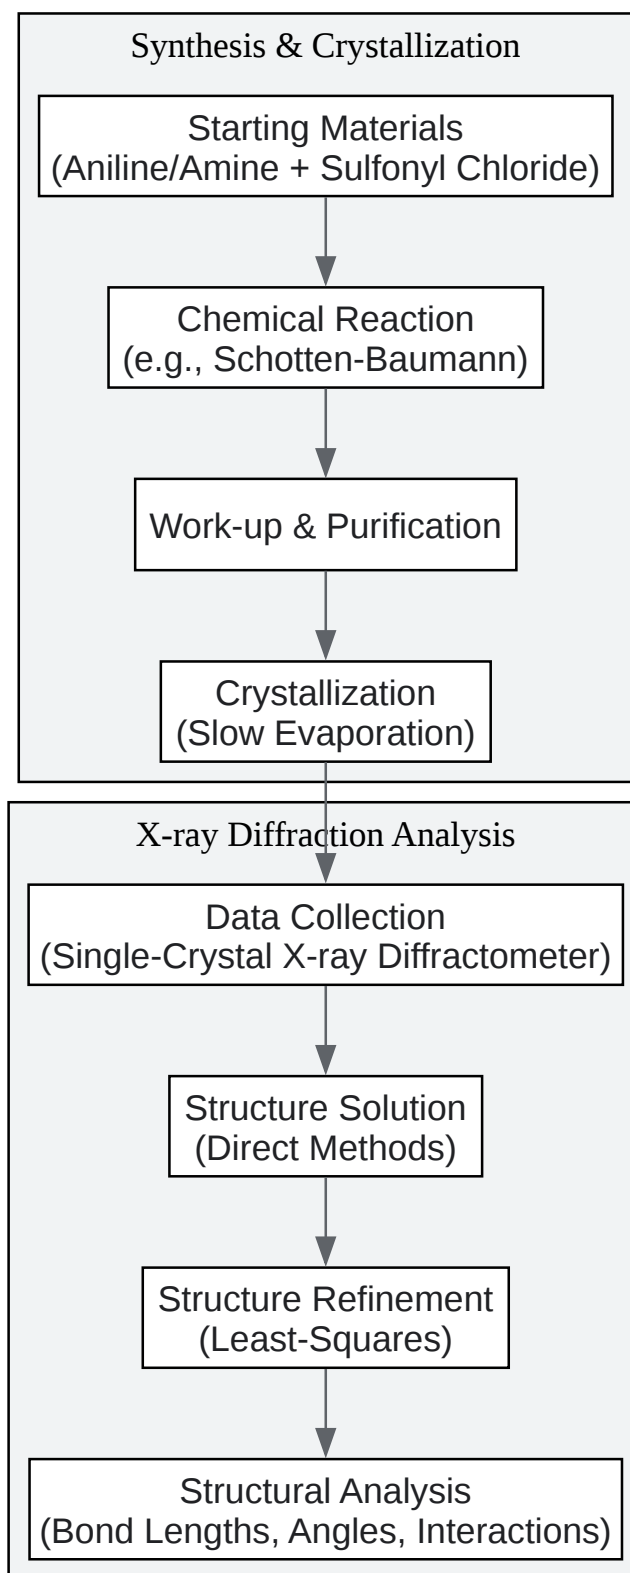 Synthesis & Crystallization
Starting Materials
(Aniline/Amine + Sulfonyl Chloride)
Chemical Reaction
(e.g., Schotten-Baumann)
Work-up & Purification
Crystallization
(Slow Evaporation)
X-ray Diffraction Analysis
Data Collection
(Single-Crystal X-ray Diffractometer)
Structure Solution
(Direct Methods)
Structure Refinement
(Least-Squares)
Structural Analysis
(Bond Lengths, Angles, Interactions)